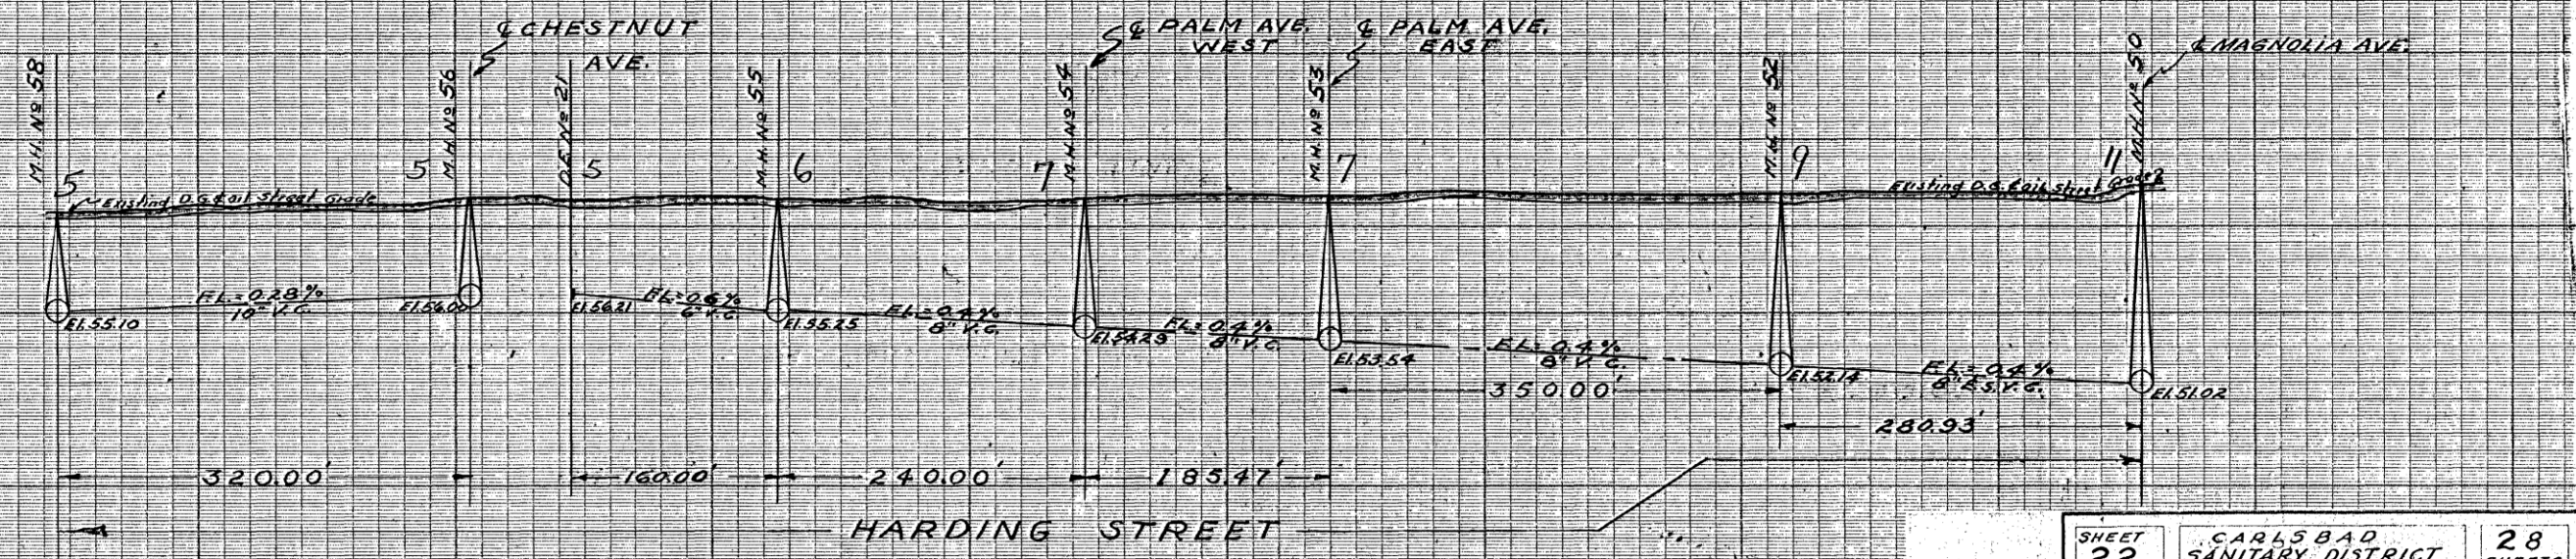 M.H. Nº 58
M.H. Nº 56
℄ CHESTNUT
AVE.
D.E. Nº 21
M.H. Nº 55
M.H. Nº 54
℄ PALM AVE.
WEST
M.H. Nº 53
℄ PALM AVE.
EAST
M.H. Nº 52
M.H. Nº 50
℄ MAGNOLIA AVE.
5
5
5
6
7
7
9
11
Existing D.G. & oil Street Grade
Existing D.G. & oil Street Grade
El. 55.10
FL = 0.28%
10" V.C.
El. 56.00
El. 56.21
FL = 0.6%
6" V.C.
El. 55.25
FL = 0.4%
8" V.C.
El. 54.29
FL = 0.4%
8" V.C.
El. 53.54
FL = 0.4%
8" V.C.
El. 52.14
FL = 0.4%
8" E.S.V.C.
El. 51.02
350.00'
280.93'
320.00'
160.00'
240.00'
185.47'
HARDING STREET
SHEET
22
CARLSBAD
SANITARY DISTRICT
28
SHEETS